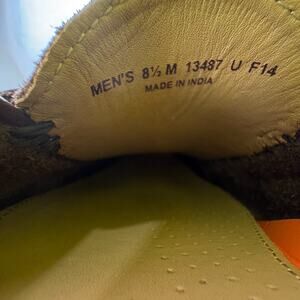 MEN'S 8½ M 13487 U F14
MADE IN INDIA